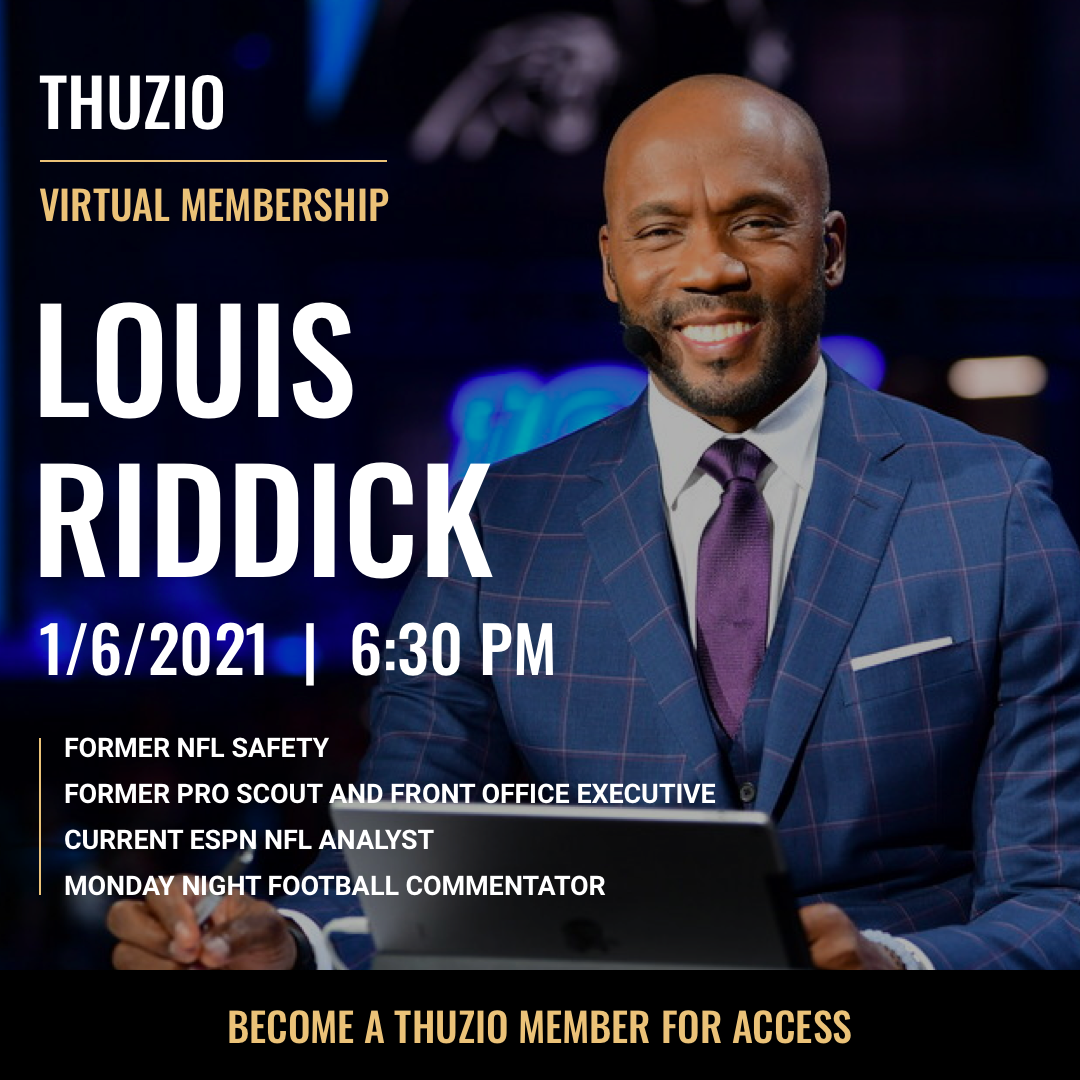 THUZIO
VIRTUAL MEMBERSHIP
LOUIS
RIDDICK
1/6/2021 | 6:30 PM
FORMER NFL SAFETY
FORMER PRO SCOUT AND FRONT OFFICE EXECUTIVE
CURRENT ESPN NFL ANALYST
MONDAY NIGHT FOOTBALL COMMENTATOR
BECOME A THUZIO MEMBER FOR ACCESS